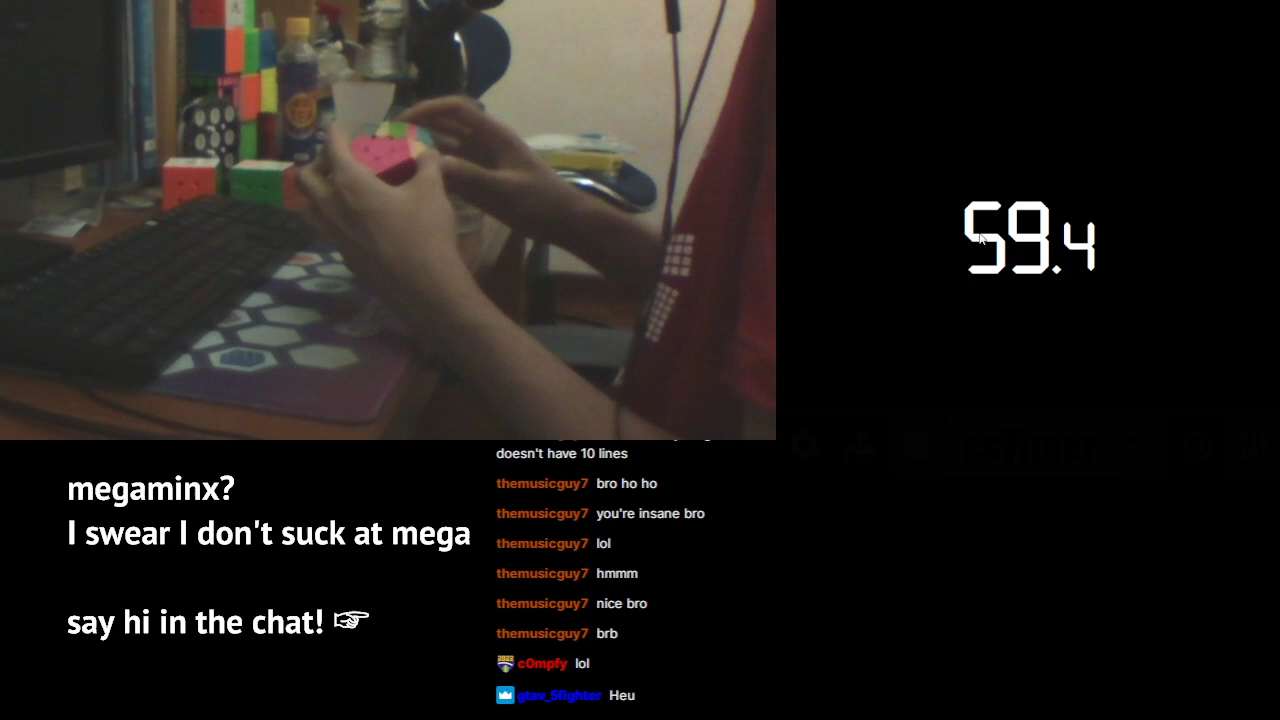 59.4
doesn't have 10 lines
themusicguy7 bro ho ho
themusicguy7 you're insane bro
themusicguy7 lol
themusicguy7 hmmm
themusicguy7 nice bro
themusicguy7 brb
c0mpfy lol
gtav_5fighter Heu
megaminx?
I swear I don't suck at mega
say hi in the chat! ☞